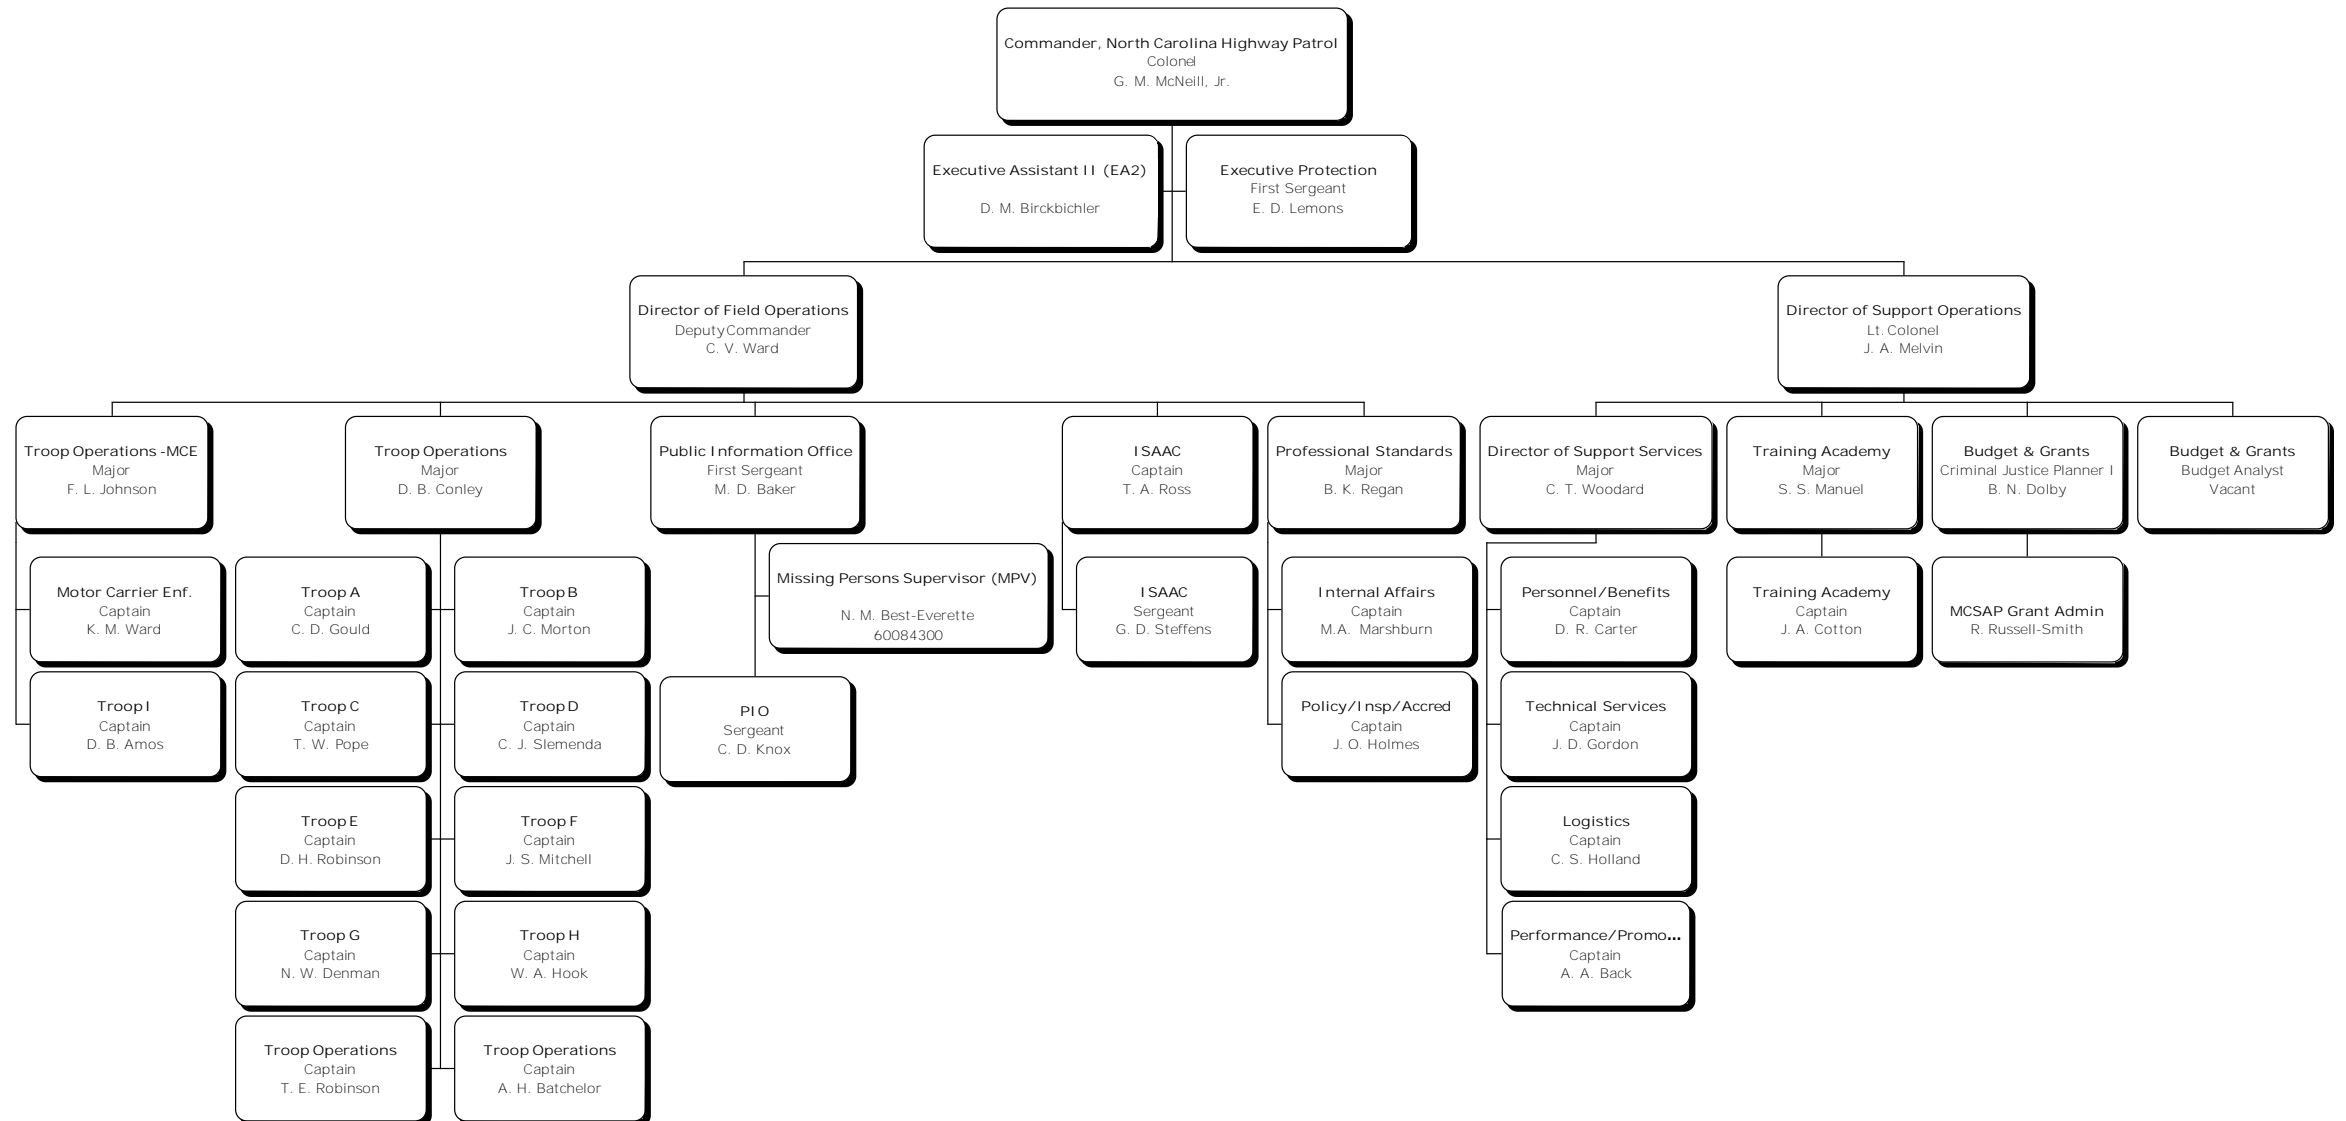 Commander, North Carolina Highway Patrol
Colonel
G. M. McNeill, Jr.
Executive Assistant II (EA2)
D. M. Birckbichler
Executive Protection
First Sergeant
E. D. Lemons
Director of Field Operations
Deputy Commander
C. V. Ward
Director of Support Operations
Lt. Colonel
J. A. Melvin
Troop Operations -MCE
Major
F. L. Johnson
Troop Operations
Major
D. B. Conley
Public Information Office
First Sergeant
M. D. Baker
ISAAC
Captain
T. A. Ross
Professional Standards
Major
B. K. Regan
Director of Support Services
Major
C. T. Woodard
Training Academy
Major
S. S. Manuel
Budget & Grants
Criminal Justice Planner I
B. N. Dolby
Budget & Grants
Budget Analyst
Vacant
Motor Carrier Enf.
Captain
K. M. Ward
Troop A
Captain
C. D. Gould
Troop B
Captain
J. C. Morton
Missing Persons Supervisor (MPV)
N. M. Best-Everette
60084300
ISAAC
Sergeant
G. D. Steffens
Internal Affairs
Captain
M.A. Marshburn
Personnel/Benefits
Captain
D. R. Carter
Training Academy
Captain
J. A. Cotton
MCSAP Grant Admin
R. Russell-Smith
Troop I
Captain
D. B. Amos
Troop C
Captain
T. W. Pope
Troop D
Captain
C. J. Slemenda
PIO
Sergeant
C. D. Knox
Policy/Insp/Accred
Captain
J. O. Holmes
Technical Services
Captain
J. D. Gordon
Troop E
Captain
D. H. Robinson
Troop F
Captain
J. S. Mitchell
Logistics
Captain
C. S. Holland
Troop G
Captain
N. W. Denman
Troop H
Captain
W. A. Hook
Performance/Promo...
Captain
A. A. Back
Troop Operations
Captain
T. E. Robinson
Troop Operations
Captain
A. H. Batchelor